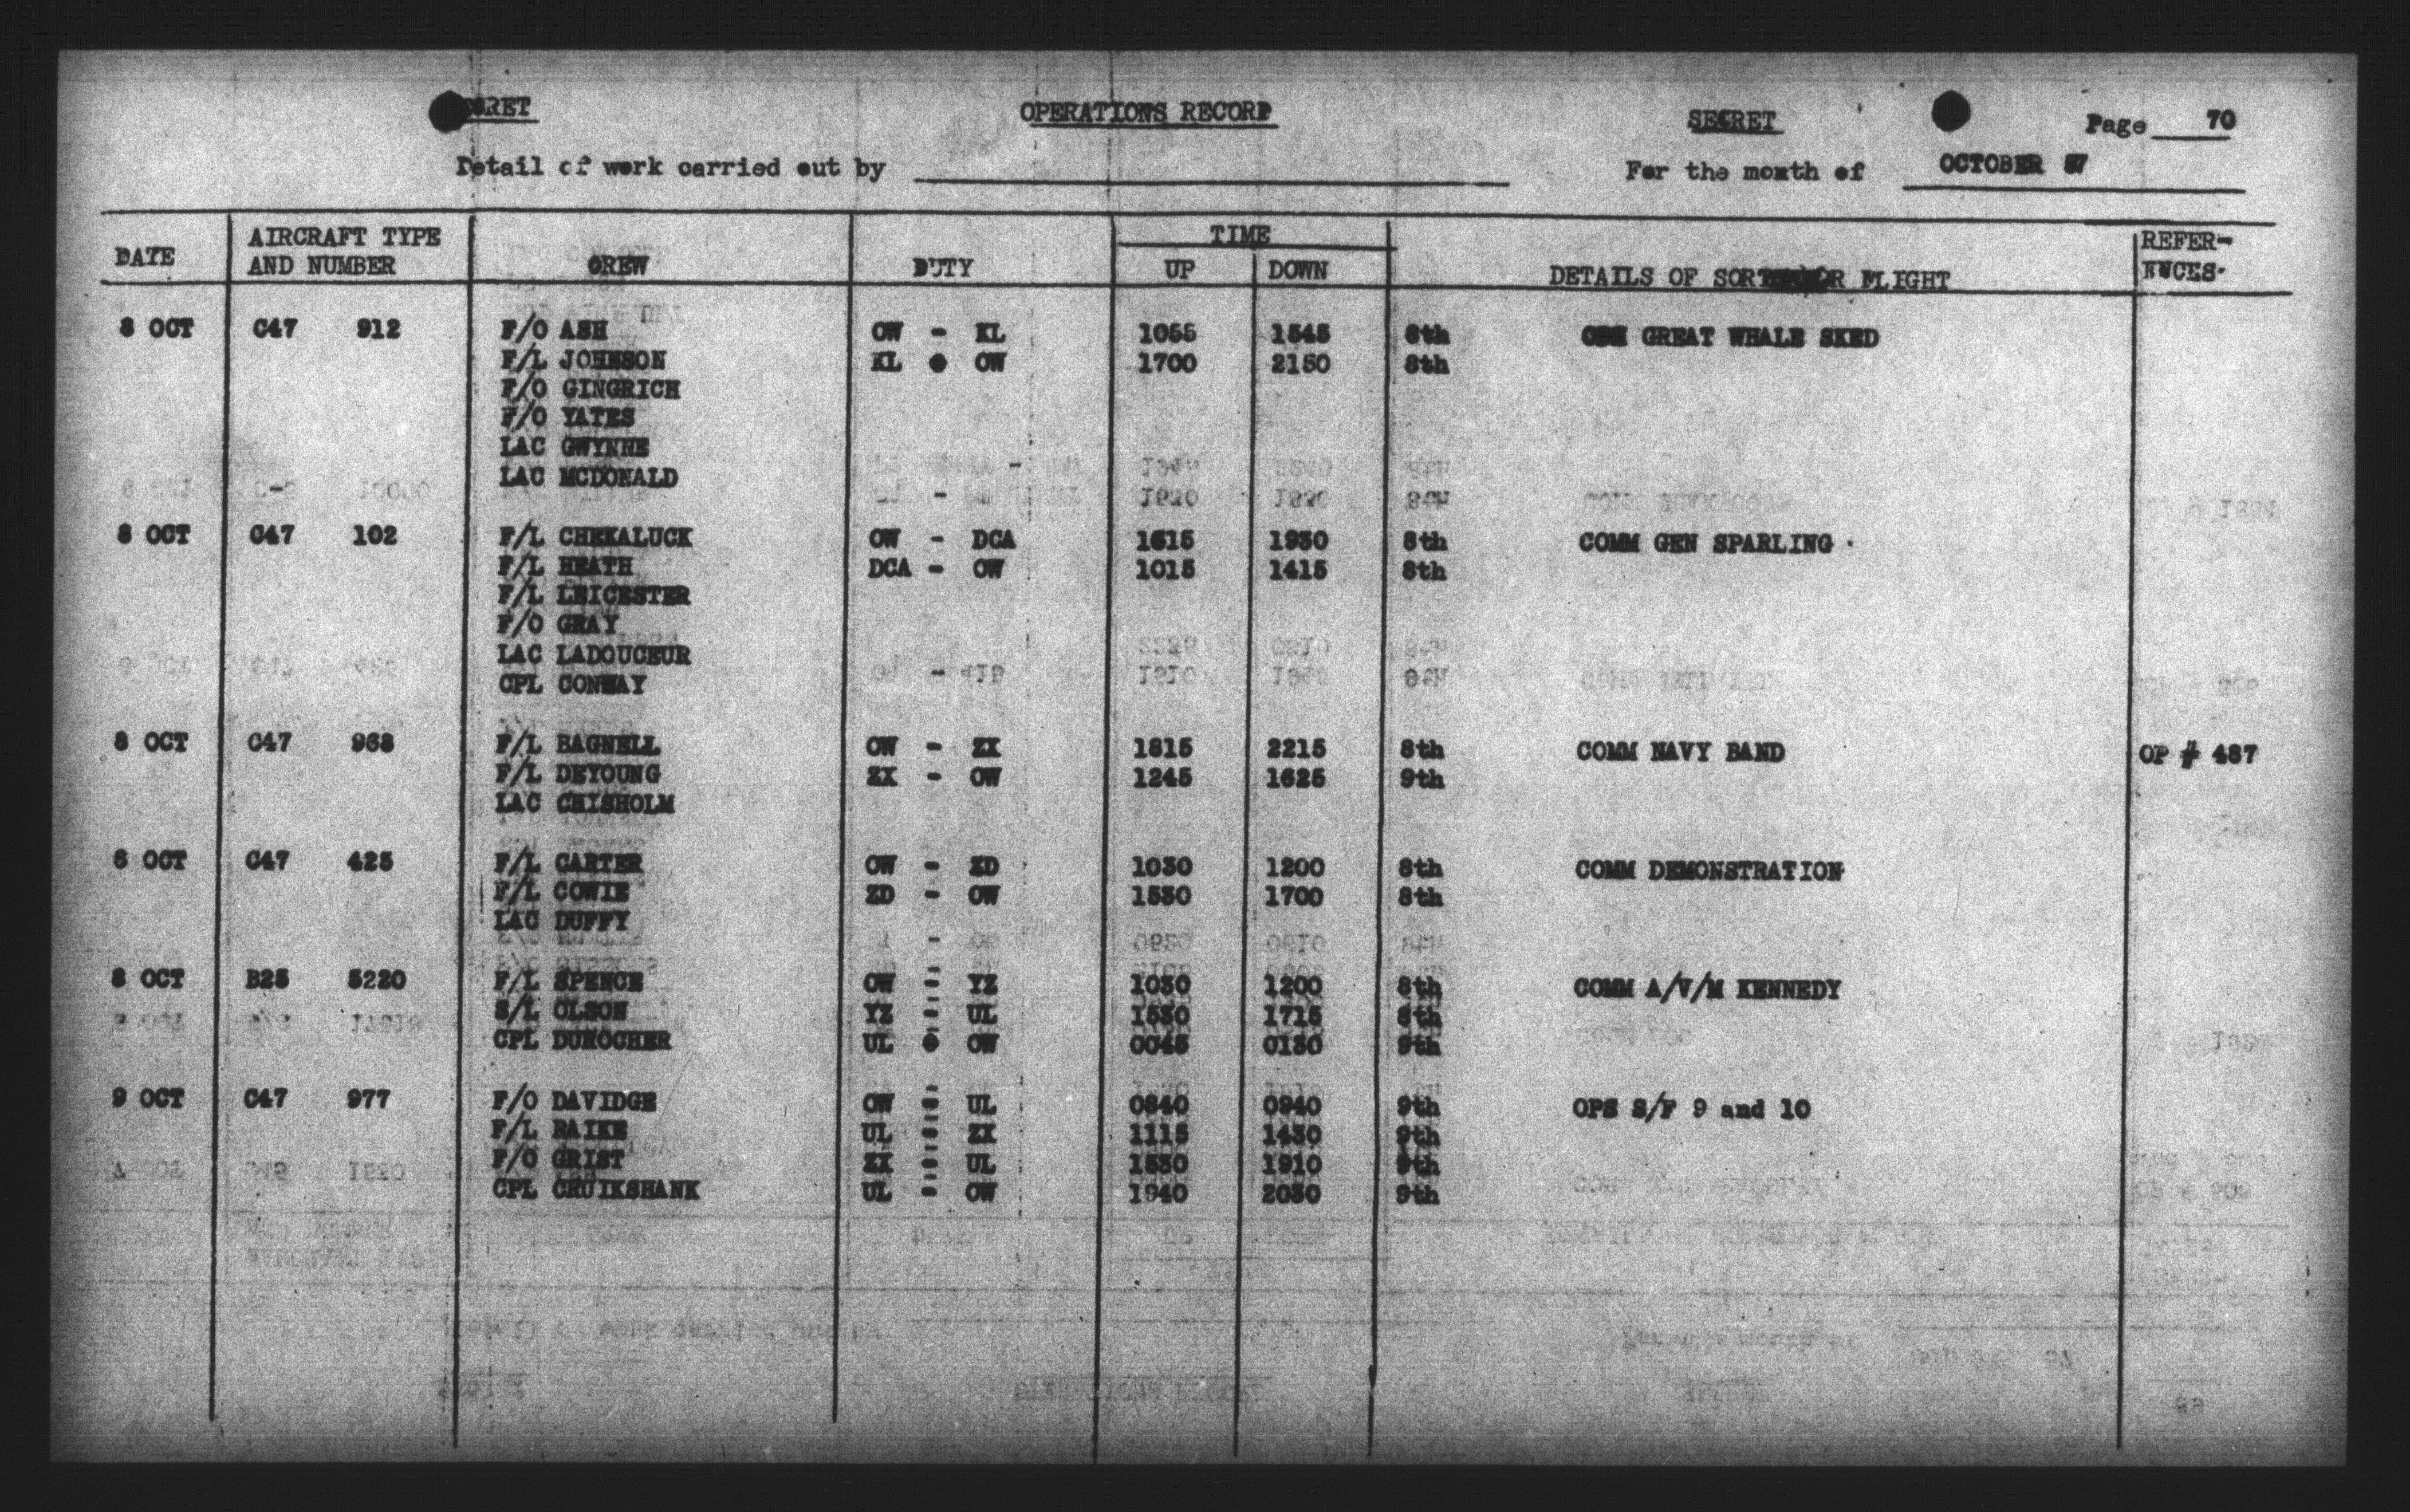 SECRET OPERATIONS RECORD SECRET Page 70
Detail of work carried out by For the month of OCTOBER 57
DATE AIRCRAFT TYPE AND NUMBER CREW DUTY TIME UP DOWN DETAILS OF SORTIE OR FLIGHT REFER-ENCES
8 OCT C47 912 F/O ASH OW - KL 1055 1545 8th GREAT WHALE SKED
F/L JOHNSON KL - OW 1700 2150 8th
F/O GINGRICH
F/O YATES
LAC GWYNNE
LAC MCDONALD
8 OCT C47 102 F/L CHEKALUCK OW - DCA 1615 1930 8th COMM GEN SPARLING
F/L HEATH DCA - OW 1015 1415 8th
F/L LEICESTER
F/O GRAY
LAC LADOUCEUR
CPL CONWAY
8 OCT C47 968 F/L BAGNELL OW - ZX 1815 2215 8th COMM NAVY BAND OP # 487
F/L DEYOUNG ZX - OW 1245 1625 9th
LAC CHISHOLM
8 OCT C47 425 F/L CARTER OW - ZD 1030 1200 8th COMM DEMONSTRATION
F/L COWIE ZD - OW 1530 1700 8th
LAC DUFFY
8 OCT B25 5220 F/L SPENCE OW - YZ 1030 1200 8th COMM A/V/M KENNEDY
S/L OLSON YZ - UL 1530 1715 8th
CPL DUROCHER UL - OW 0045 0130 9th
9 OCT C47 977 F/O DAVIDGE OW - UL 0840 0940 9th OPS S/F 9 and 10
F/L RAIKE UL - ZX 1115 1430 9th
F/O GRIST ZX - UL 1530 1910 9th
CPL CRUIKSHANK UL - OW 1940 2030 9th